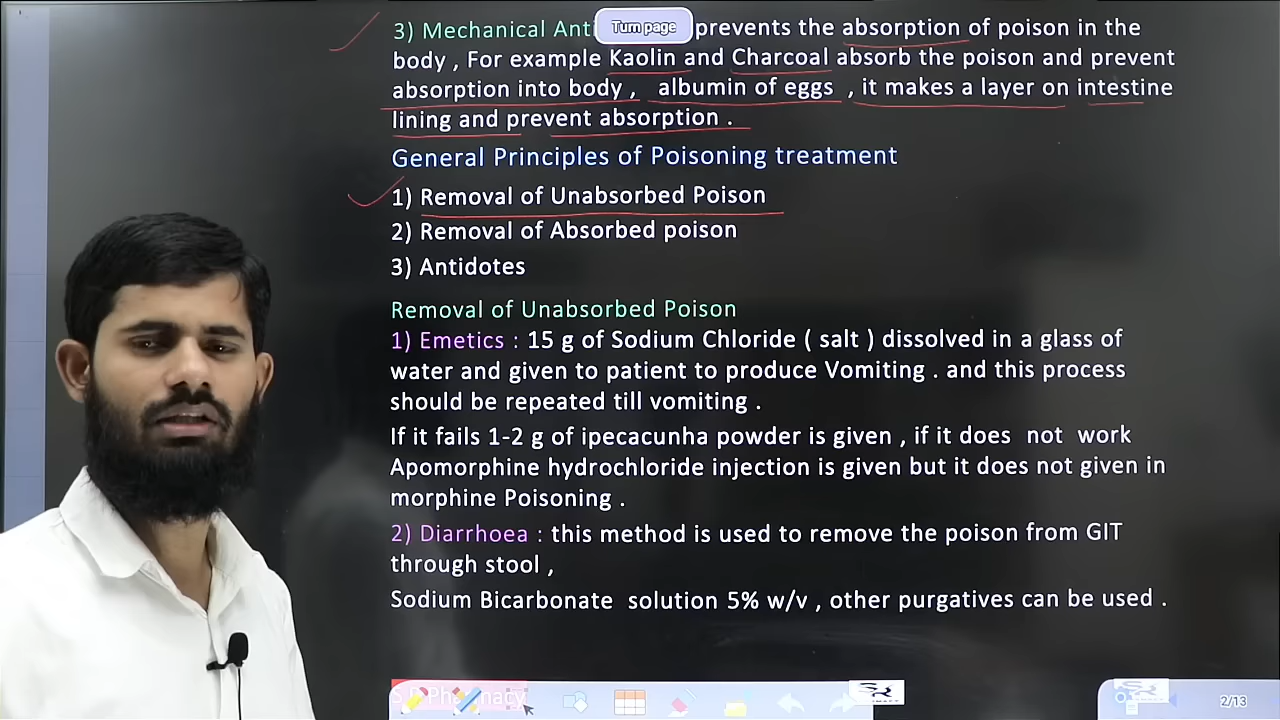 3) Mechanical Anti prevents the absorption of poison in the
Turn page
body , For example Kaolin and Charcoal absorb the poison and prevent
absorption into body , albumin of eggs , it makes a layer on intestine
lining and prevent absorption .
General Principles of Poisoning treatment
1) Removal of Unabsorbed Poison
2) Removal of Absorbed poison
3) Antidotes
Removal of Unabsorbed Poison
1) Emetics : 15 g of Sodium Chloride ( salt ) dissolved in a glass of
water and given to patient to produce Vomiting . and this process
should be repeated till vomiting .
If it fails 1-2 g of ipecacunha powder is given , if it does not work
Apomorphine hydrochloride injection is given but it does not given in
morphine Poisoning .
2) Diarrhoea : this method is used to remove the poison from GIT
through stool ,
Sodium Bicarbonate solution 5% w/v , other purgatives can be used .
2/13